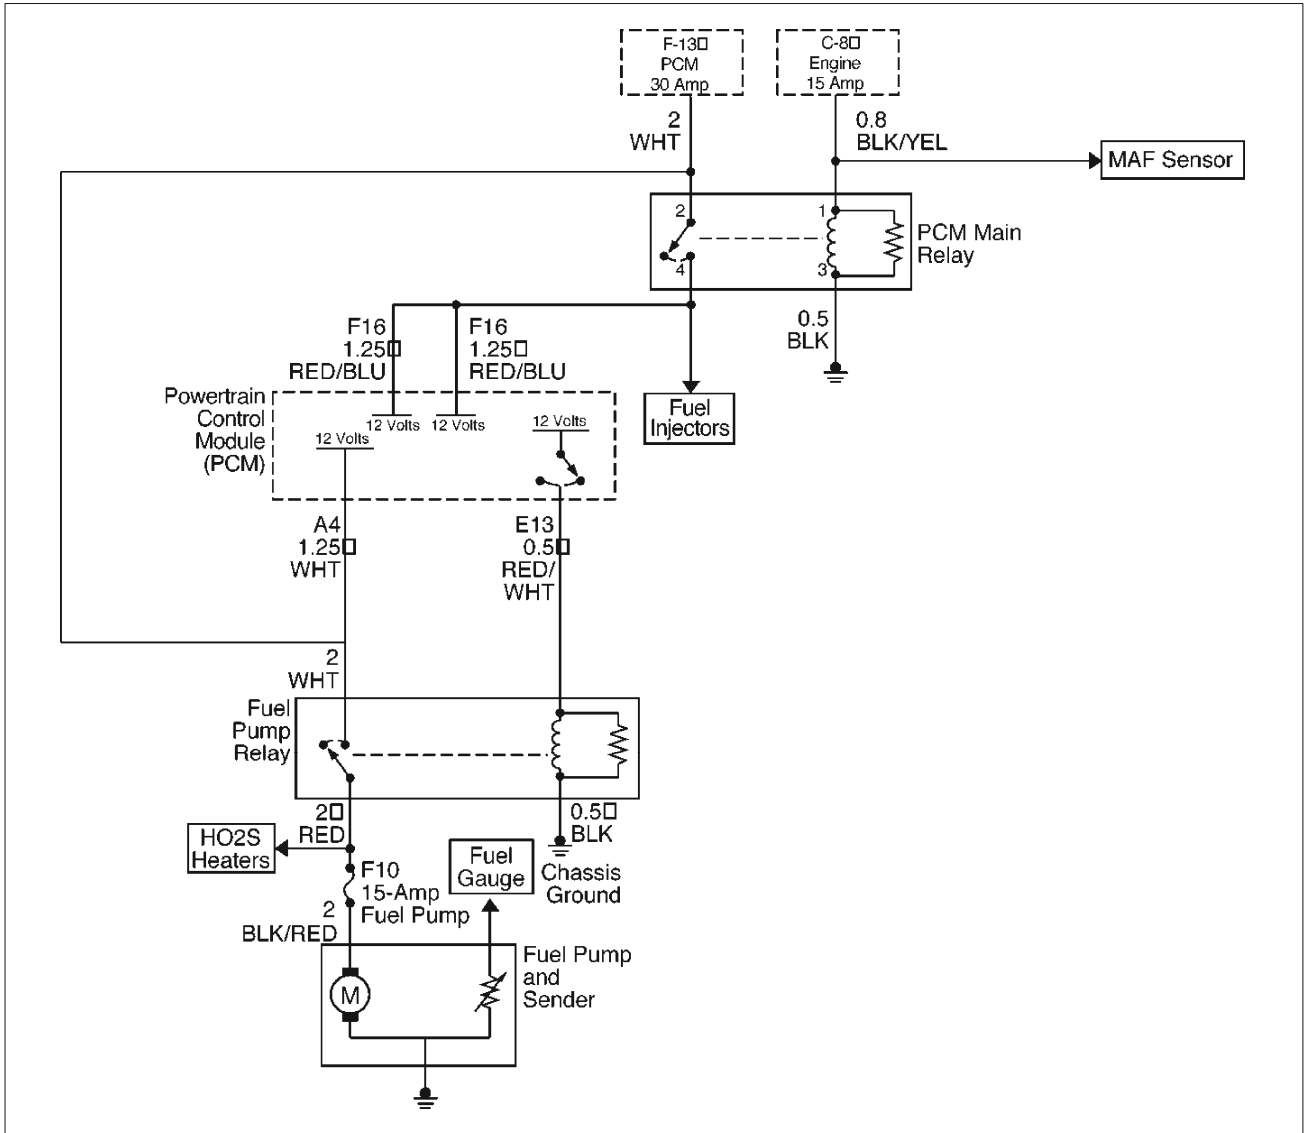 F-13□
PCM
30 Amp
C-8□
Engine
15 Amp
2
WHT
0.8
BLK/YEL
MAF Sensor
2
4
1
3
PCM Main
Relay
0.5
BLK
F16
1.25□
RED/BLU
F16
1.25□
RED/BLU
Fuel
Injectors
Powertrain
Control
Module
(PCM)
12 Volts
12 Volts
12 Volts
12 Volts
A4
1.25□
WHT
E13
0.5□
RED/
WHT
2
WHT
Fuel
Pump
Relay
2□
RED
0.5□
BLK
HO2S
Heaters
Fuel
Gauge
Chassis
Ground
F10
15-Amp
Fuel Pump
2
BLK/RED
M
Fuel Pump
and
Sender